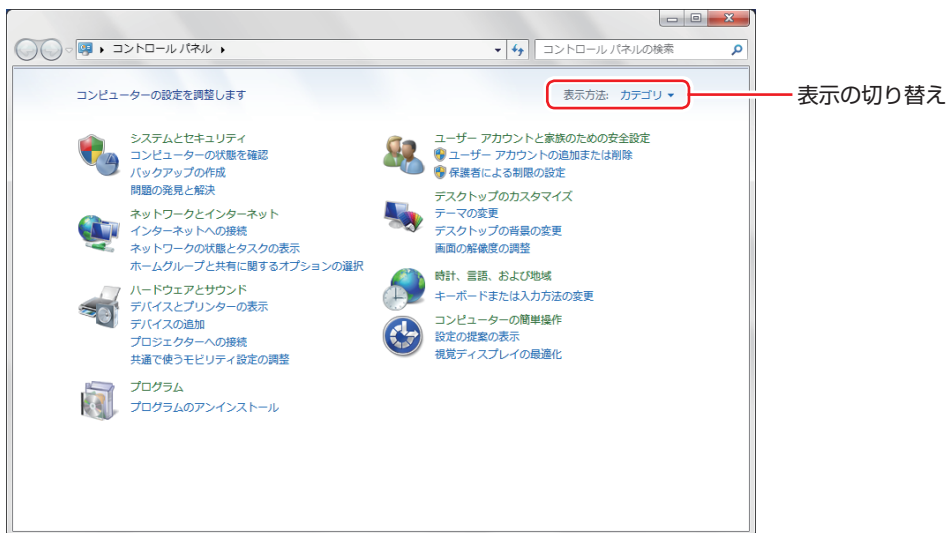 コントロール パネル
コントロール パネルの検索
コンピューターの設定を調整します
表示方法: カテゴリ
表示の切り替え
システムとセキュリティ
コンピューターの状態を確認
バックアップの作成
問題の発見と解決
ネットワークとインターネット
インターネットへの接続
ネットワークの状態とタスクの表示
ホームグループと共有に関するオプションの選択
ハードウェアとサウンド
デバイスとプリンターの表示
デバイスの追加
プロジェクターへの接続
共通で使うモビリティ設定の調整
プログラム
プログラムのアンインストール
ユーザー アカウントと家族のための安全設定
ユーザー アカウントの追加または削除
保護者による制限の設定
デスクトップのカスタマイズ
テーマの変更
デスクトップの背景の変更
画面の解像度の調整
時計、言語、および地域
キーボードまたは入力方法の変更
コンピューターの簡単操作
設定の提案の表示
視覚ディスプレイの最適化